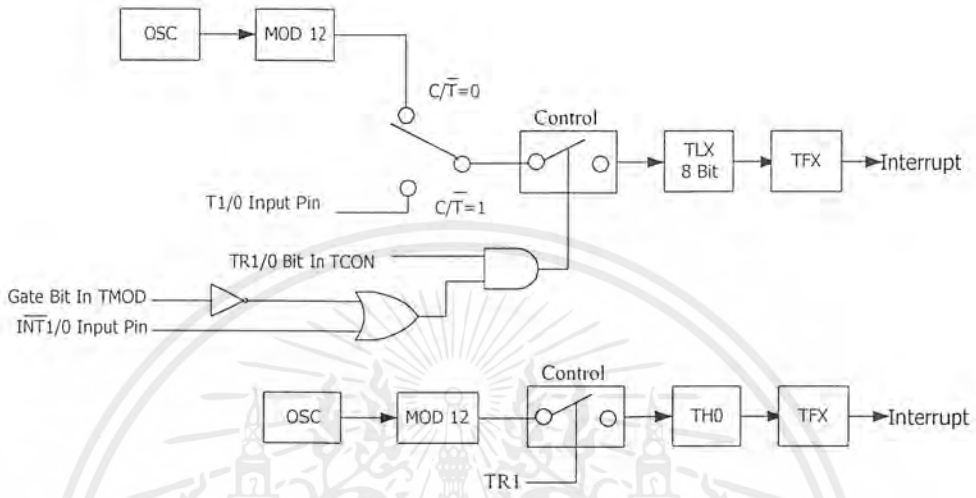 OSC
MOD 12
C/T̅=0
Control
TLX
8 Bit
TFX
Interrupt
T1/0 Input Pin
C/T̅=1
TR1/0 Bit In TCON
Gate Bit In TMOD
I̅N̅T̅1/0 Input Pin
Control
OSC
MOD 12
TH0
TFX
Interrupt
TR1